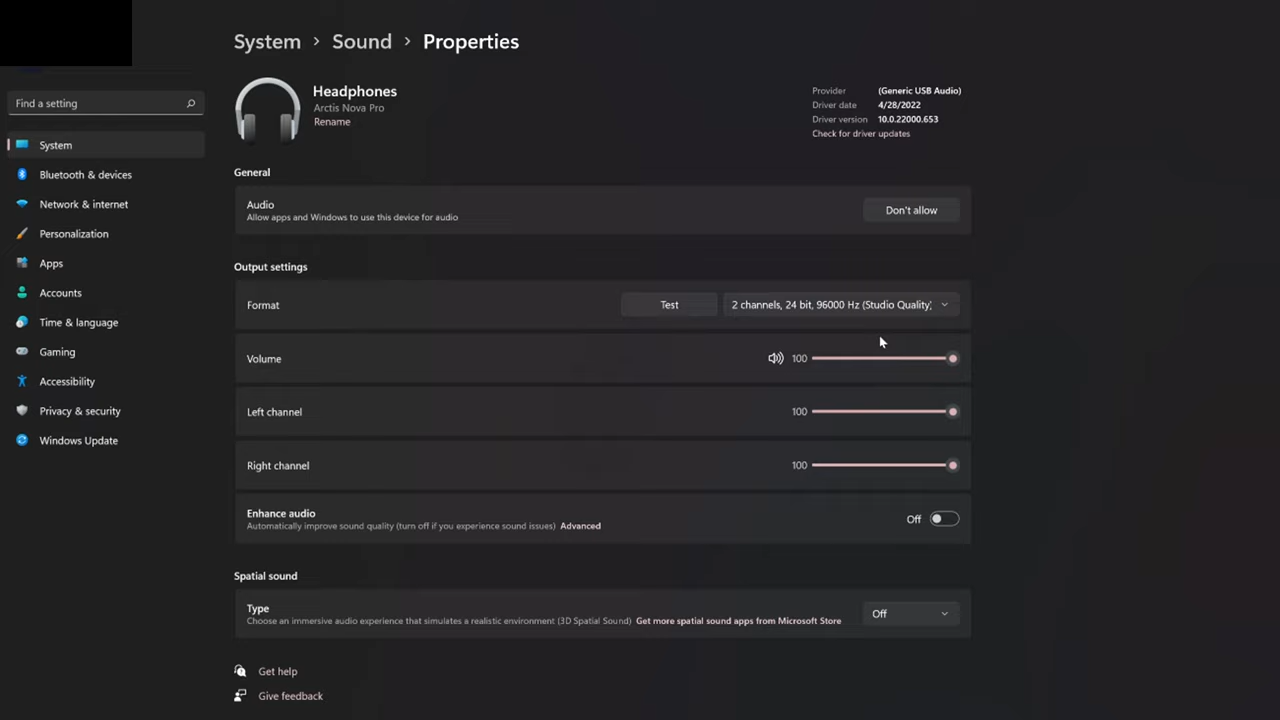 System > Sound > Properties
Headphones
Arctis Nova Pro
Rename
Provider (Generic USB Audio)
Driver date 4/28/2022
Driver version 10.0.22000.653
Check for driver updates
Find a setting
System
Bluetooth & devices
Network & internet
Personalization
Apps
Accounts
Time & language
Gaming
Accessibility
Privacy & security
Windows Update
General
Audio
Allow apps and Windows to use this device for audio
Don't allow
Output settings
Format
Test
2 channels, 24 bit, 96000 Hz (Studio Quality)
Volume
100
Left channel
100
Right channel
100
Enhance audio
Automatically improve sound quality (turn off if you experience sound issues) Advanced
Off
Spatial sound
Type
Choose an immersive audio experience that simulates a realistic environment (3D Spatial Sound) Get more spatial sound apps from Microsoft Store
Off
Get help
Give feedback